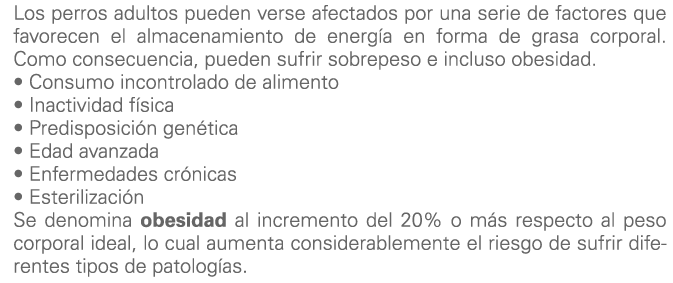 Los perros adultos pueden verse afectados por una serie de factores que
favorecen el almacenamiento de energía en forma de grasa corporal.
Como consecuencia, pueden sufrir sobrepeso e incluso obesidad.
• Consumo incontrolado de alimento
• Inactividad física
• Predisposición genética
• Edad avanzada
• Enfermedades crónicas
• Esterilización
Se denomina obesidad al incremento del 20% o más respecto al peso
corporal ideal, lo cual aumenta considerablemente el riesgo de sufrir dife-
rentes tipos de patologías.